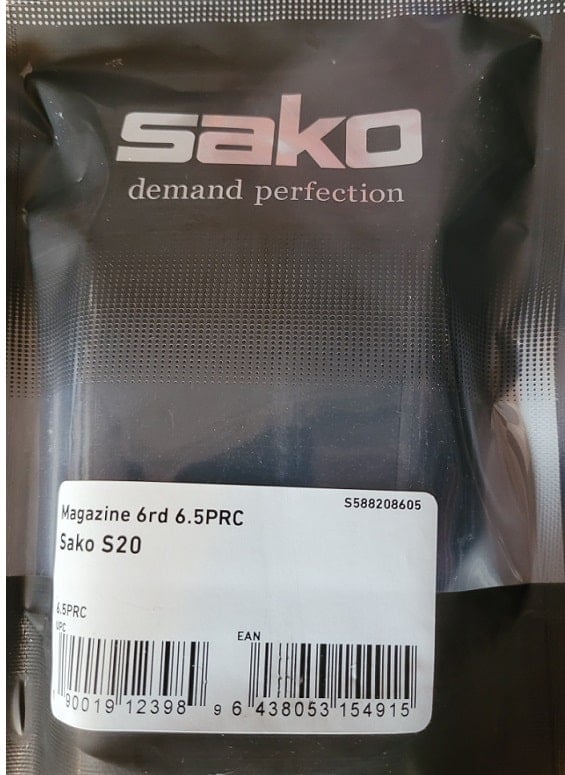 sako
demand perfection
S588208605
Magazine 6rd 6.5PRC
Sako S20
6.5PRC
UPC
EAN
90019 12398 9
6 438053 154915